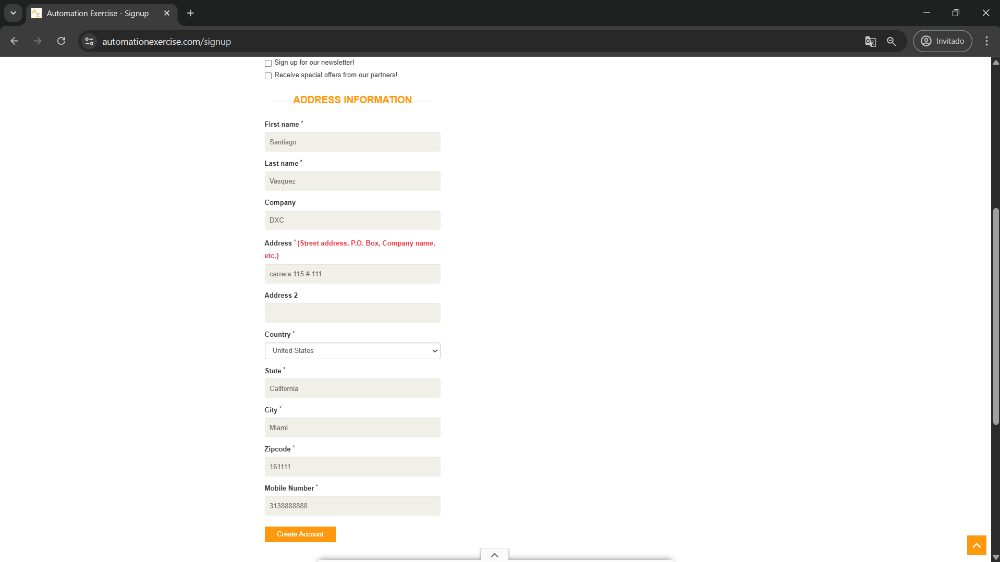 Automation Exercise - Signup
automationexercise.com/signup
Invitado
Sign up for our newsletter!
Receive special offers from our partners!
ADDRESS INFORMATION
First name *
Santiago
Last name *
Vasquez
Company
DXC
Address * (Street address, P.O. Box, Company name,
etc.)
carrera 115 # 111
Address 2
Country *
United States
State *
California
City *
Miami
Zipcode *
161111
Mobile Number *
3138888888
Create Account